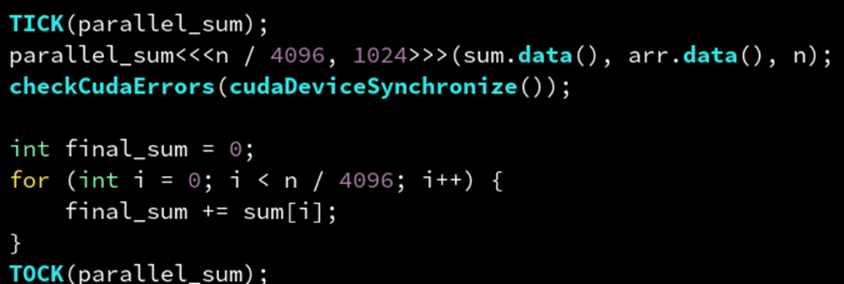 TICK(parallel_sum);
parallel_sum<<<n / 4096, 1024>>>(sum.data(), arr.data(), n);
checkCudaErrors(cudaDeviceSynchronize());
int final_sum = 0;
for (int i = 0; i < n / 4096; i++) {
    final_sum += sum[i];
}
TOCK(parallel_sum);